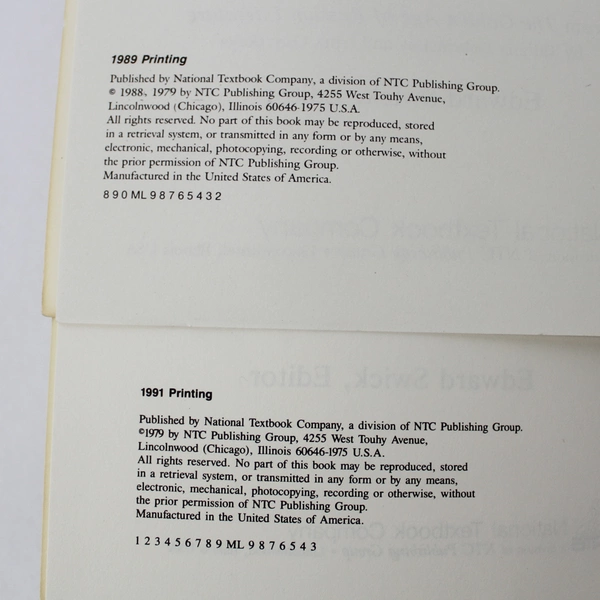 1989 Printing
Published by National Textbook Company, a division of NTC Publishing Group.
© 1988, 1979 by NTC Publishing Group, 4255 West Touhy Avenue,
Lincolnwood (Chicago), Illinois 60646-1975 U.S.A.
All rights reserved. No part of this book may be reproduced, stored
in a retrieval system, or transmitted in any form or by any means,
electronic, mechanical, photocopying, recording or otherwise, without
the prior permission of NTC Publishing Group.
Manufactured in the United States of America.
8 9 0 ML 9 8 7 6 5 4 3 2
Edward Swick, Editor
1991 Printing
Published by National Textbook Company, a division of NTC Publishing Group.
©1979 by NTC Publishing Group, 4255 West Touhy Avenue,
Lincolnwood (Chicago), Illinois 60646-1975 U.S.A.
All rights reserved. No part of this book may be reproduced, stored
in a retrieval system, or transmitted in any form or by any means,
electronic, mechanical, photocopying, recording or otherwise, without
the prior permission of NTC Publishing Group.
Manufactured in the United States of America.
1 2 3 4 5 6 7 8 9 ML 9 8 7 6 5 4 3